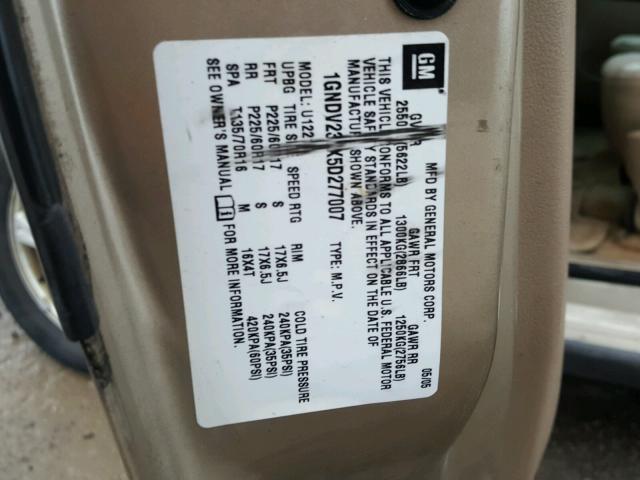 GM
MFD BY GENERAL MOTORS CORP. 05/05
GAWR FRT GAWR RR
2550 (5622LB) 1300KG(2866LB) 1250KG(2756LB)
THIS VEHICLE CONFORMS TO ALL APPLICABLE U.S. FEDERAL MOTOR
VEHICLE SAFETY STANDARDS IN EFFECT ON THE DATE OF
MANUFACTURE SHOWN ABOVE.
TYPE: M.P.V.
MODEL: U122
UPBG TIRE SPEED RTG RIM COLD TIRE PRESSURE
FRT P225/60R17 S 17X6.5J 240KPA(35PSI)
RR P225/60R17 S 17X6.5J 240KPA(35PSI)
SPA T135/70R16 M 16X4T 420KPA(60PSI)
SEE OWNER'S MANUAL FOR MORE INFORMATION.